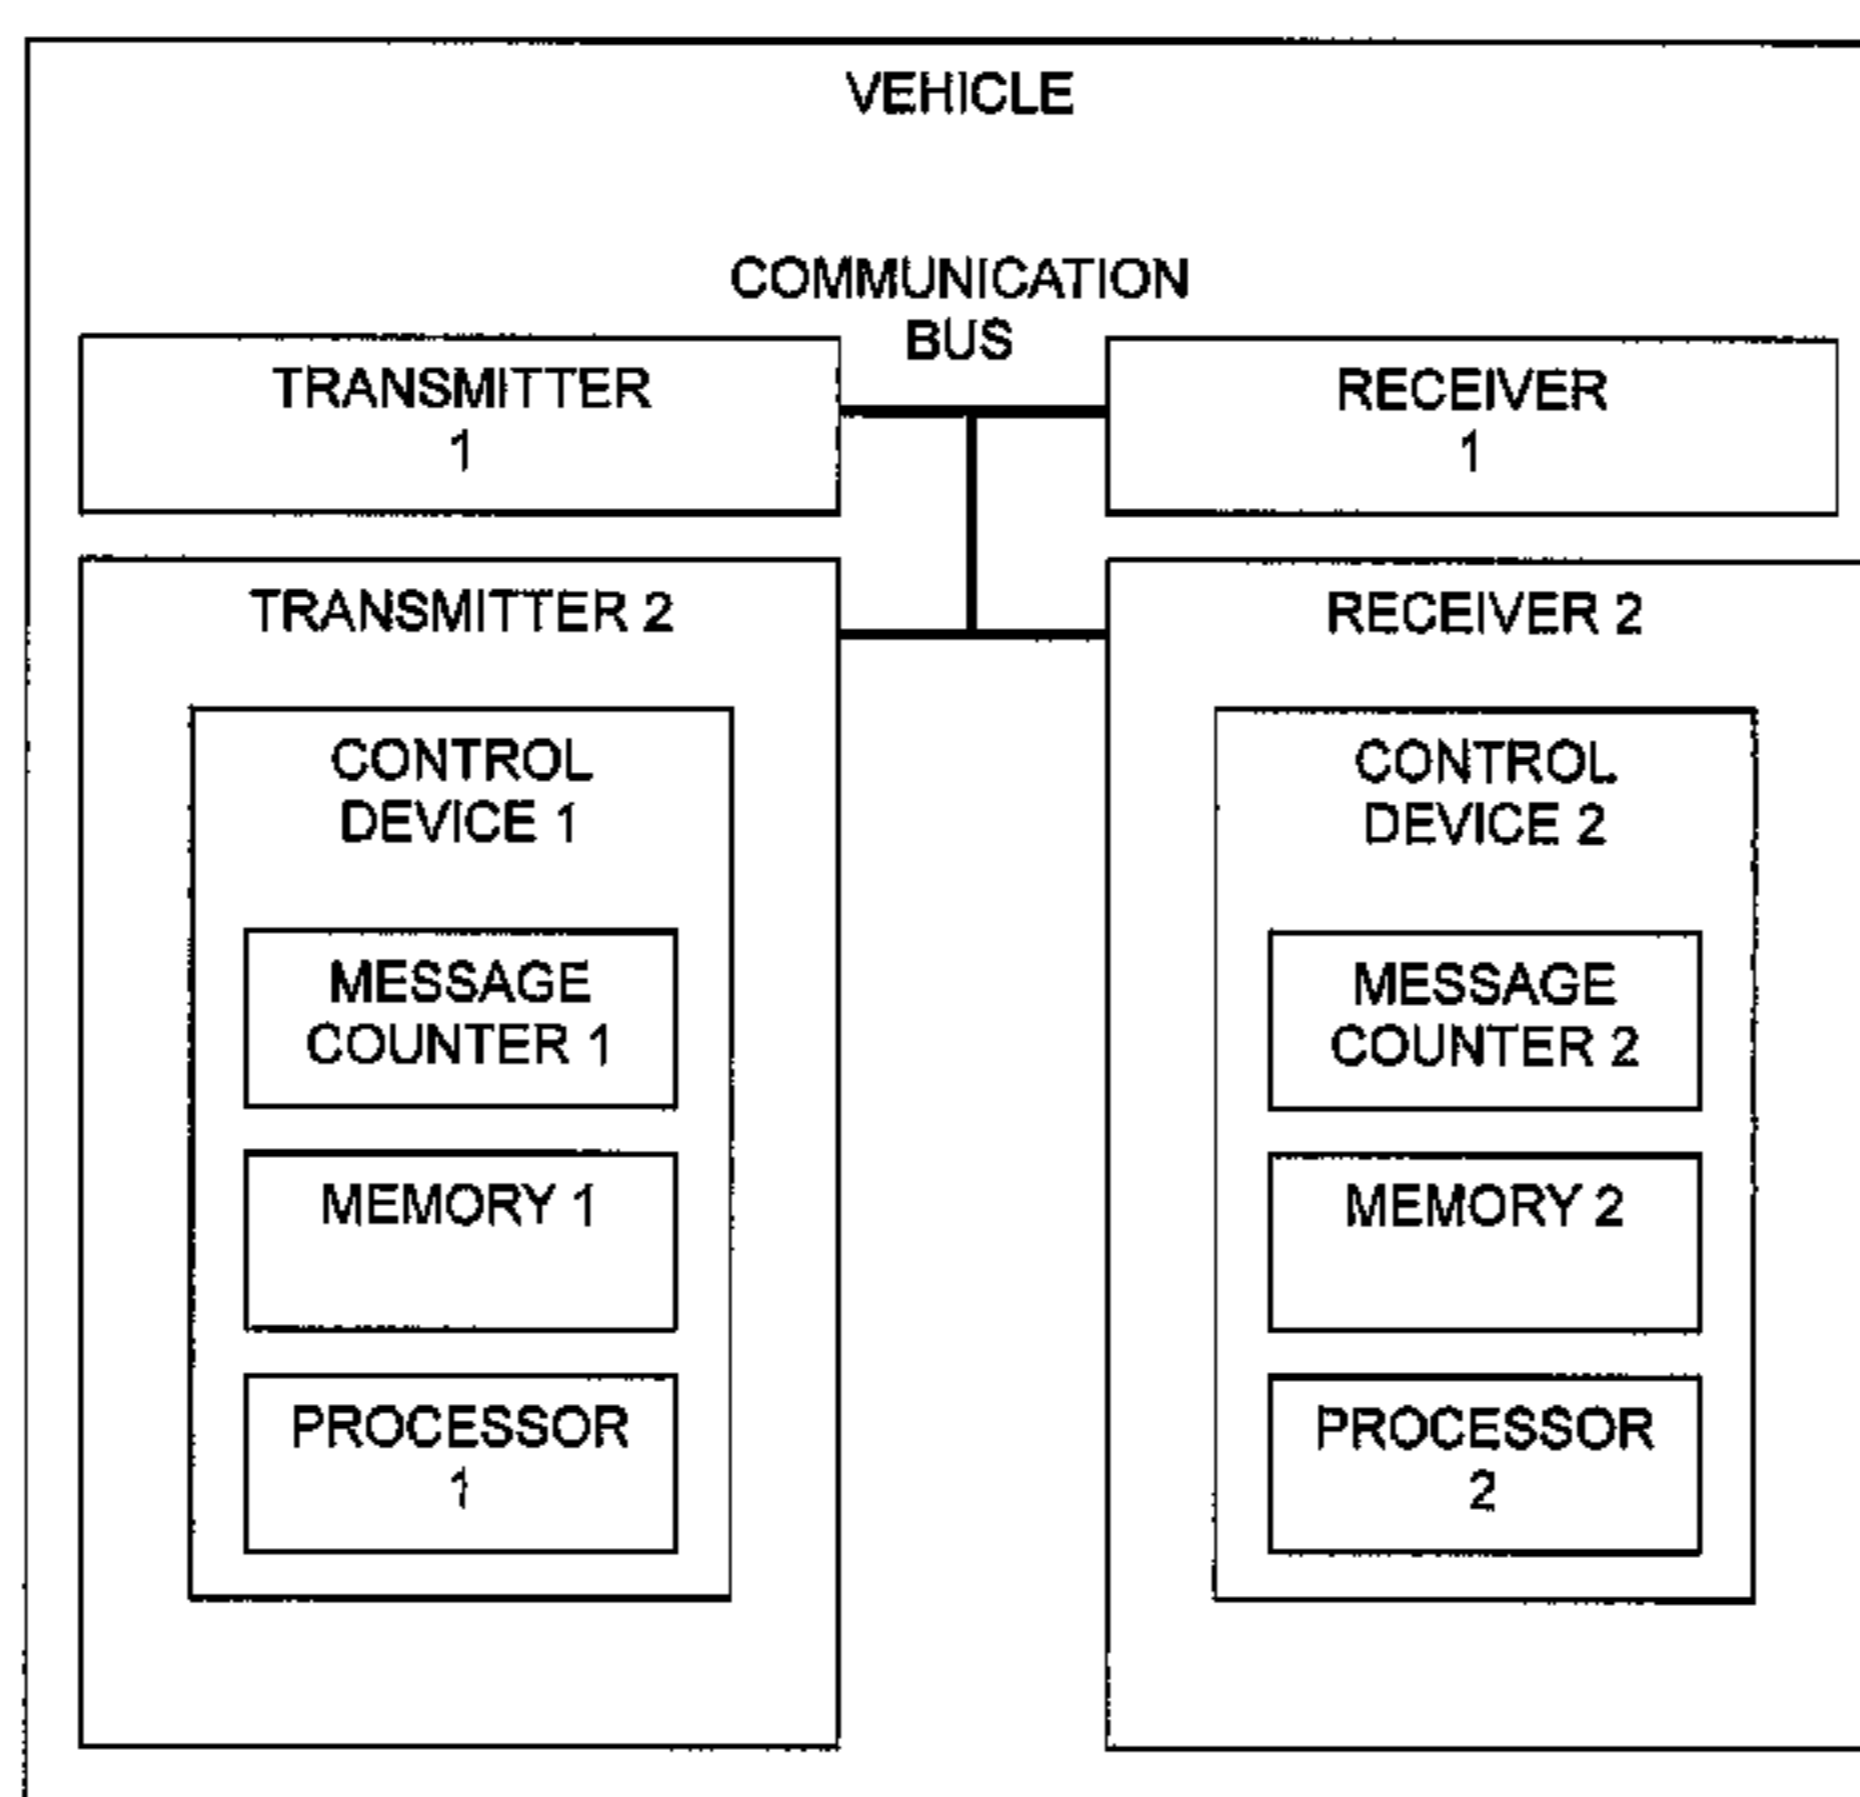 VEHICLE
COMMUNICATION
BUS
TRANSMITTER
1
RECEIVER
1
TRANSMITTER 2
CONTROL
DEVICE 1
MESSAGE
COUNTER 1
MEMORY 1
PROCESSOR
1
RECEIVER 2
CONTROL
DEVICE 2
MESSAGE
COUNTER 2
MEMORY 2
PROCESSOR
2